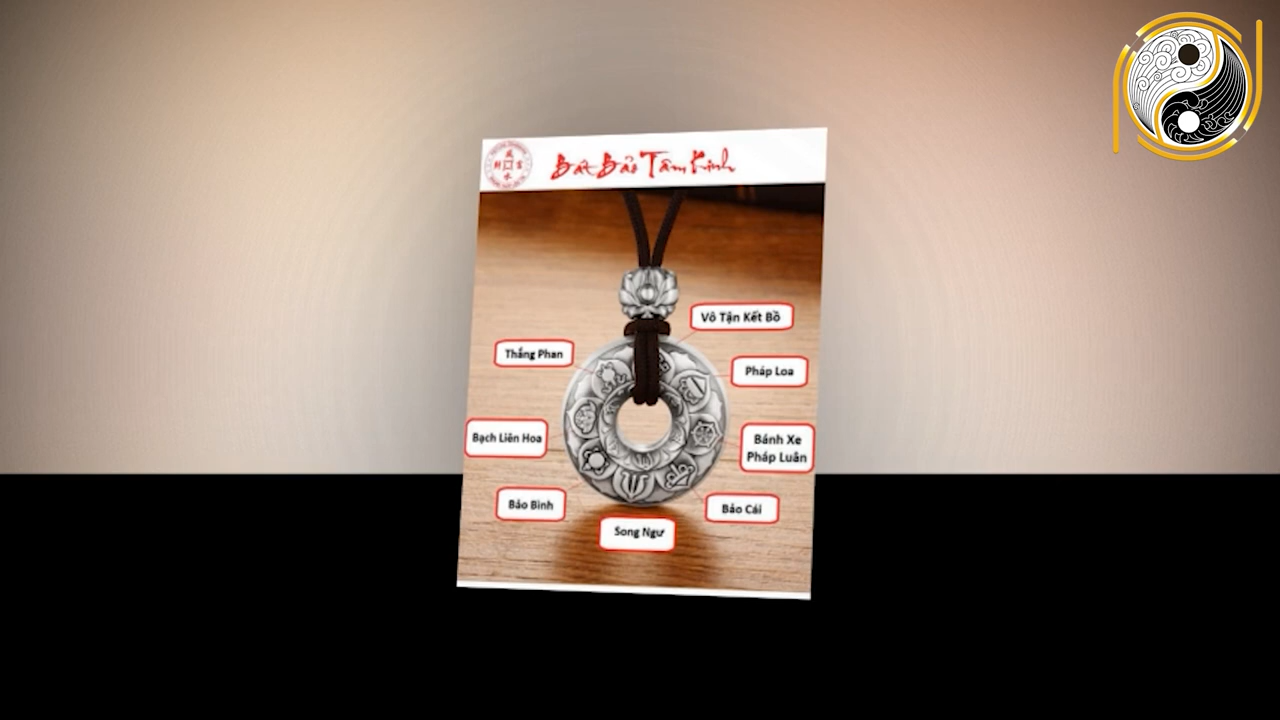 Bát Bảo Tâm Kinh
Vô Tận Kết Bồ
Thắng Phan
Pháp Loa
Bạch Liên Hoa
Bánh Xe
Pháp Luân
Bảo Bình
Bảo Cái
Song Ngư